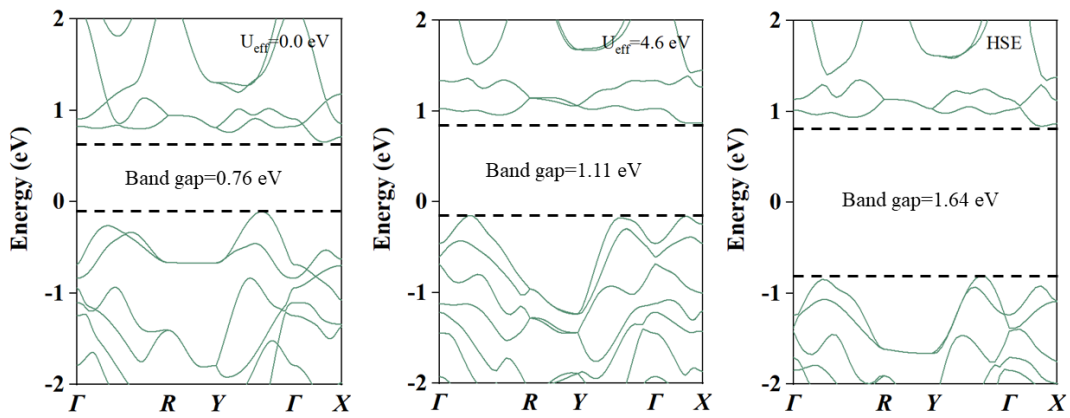 2
1
0
-1
-2
Energy (eV)
U_eff=0.0 eV
Band gap=0.76 eV
Γ R Y Γ X
2
1
0
-1
-2
Energy (eV)
U_eff=4.6 eV
Band gap=1.11 eV
Γ R Y Γ X
2
1
0
-1
-2
Energy (eV)
HSE
Band gap=1.64 eV
Γ R Y Γ X